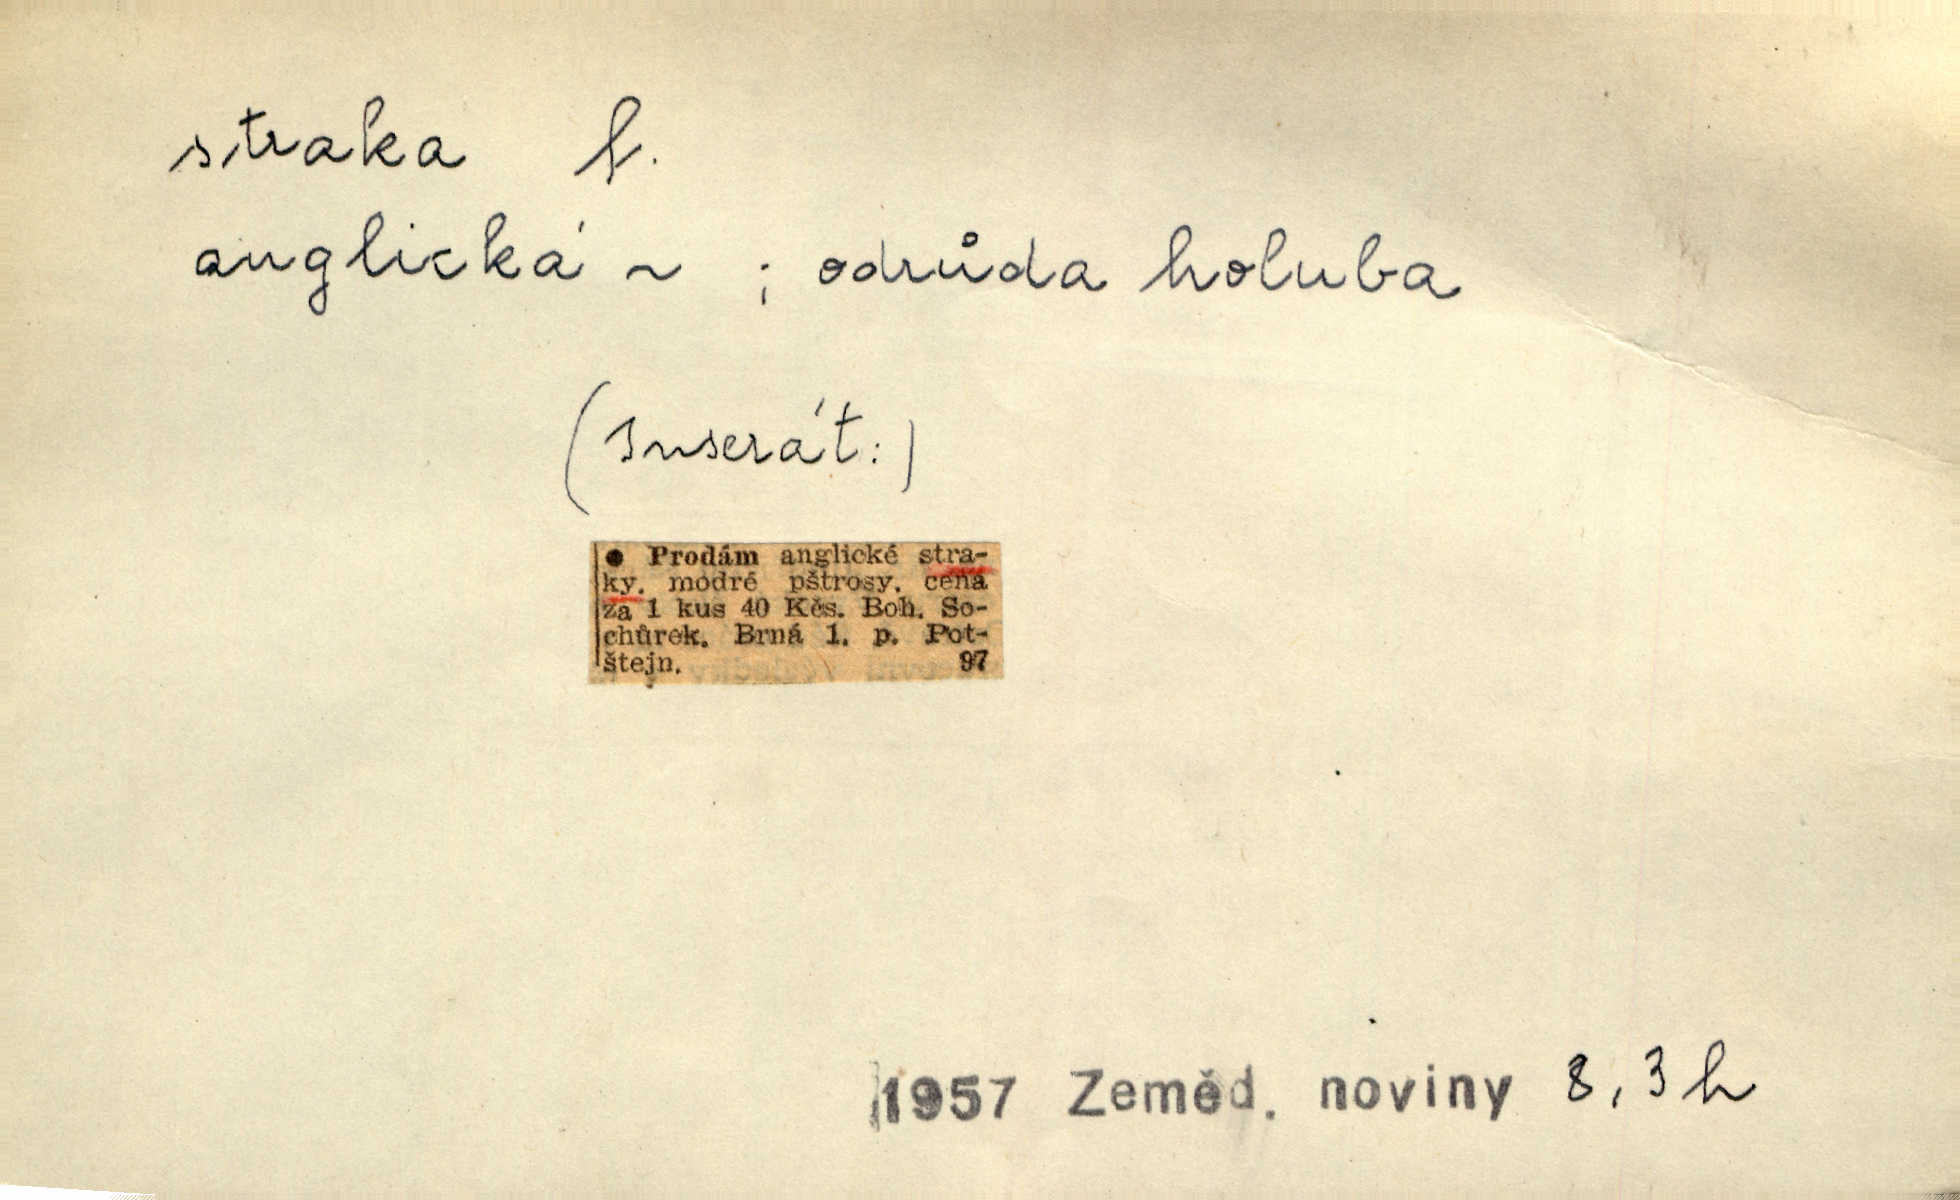 straka f.
anglická ~ ; odrůda holuba
(Inserát:)
● Prodám anglické stra-
ky, modré pštrosy, cena
za 1 kus 40 Kčs. Boh. So-
chůrek, Brná 1, p. Pot-
štejn. 97
1957 Zeměd. noviny 8, 3 h